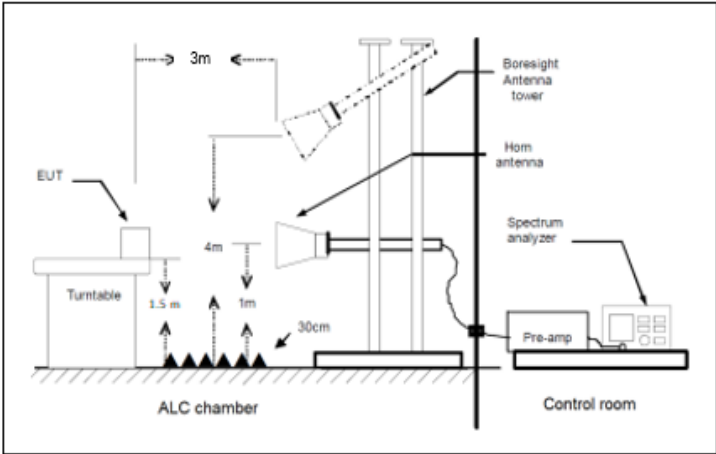 3m
Boresight
Antenna
tower
Horn
antenna
EUT
Spectrum
analyzer
4m
Turntable
1.5 m
1m
30cm
Pre-amp
ALC chamber
Control room